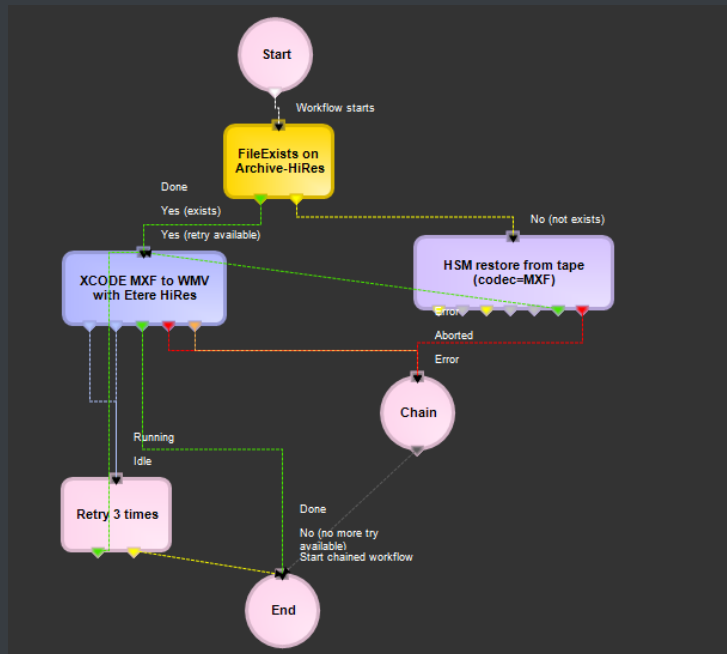 Start
Workflow starts
FileExists on
Archive-HiRes
Done
Yes (exists)
Yes (retry available)
No (not exists)
XCODE MXF to WMV
with Etere HiRes
HSM restore from tape
(codec=MXF)
Error
Aborted
Error
Chain
Running
Idle
Retry 3 times
Done
No (no more try
available)
Start chained workflow
End